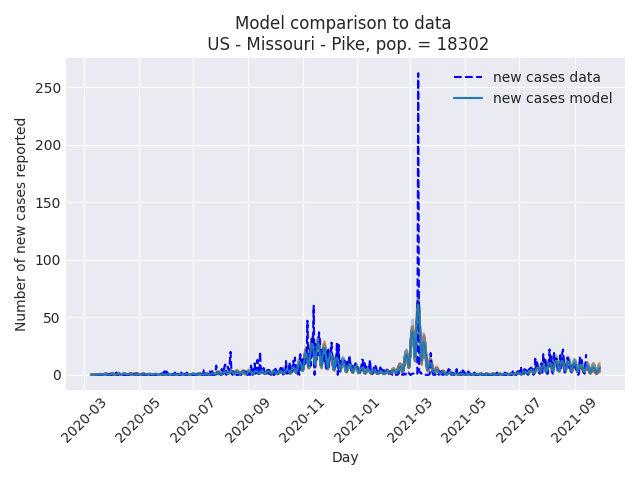 Model comparison to data
US - Missouri - Pike, pop. = 18302
new cases data
new cases model
Number of new cases reported
250
200
150
100
50
0
2020-03
2020-05
2020-07
2020-09
2020-11
2021-01
2021-03
2021-05
2021-07
2021-09
Day